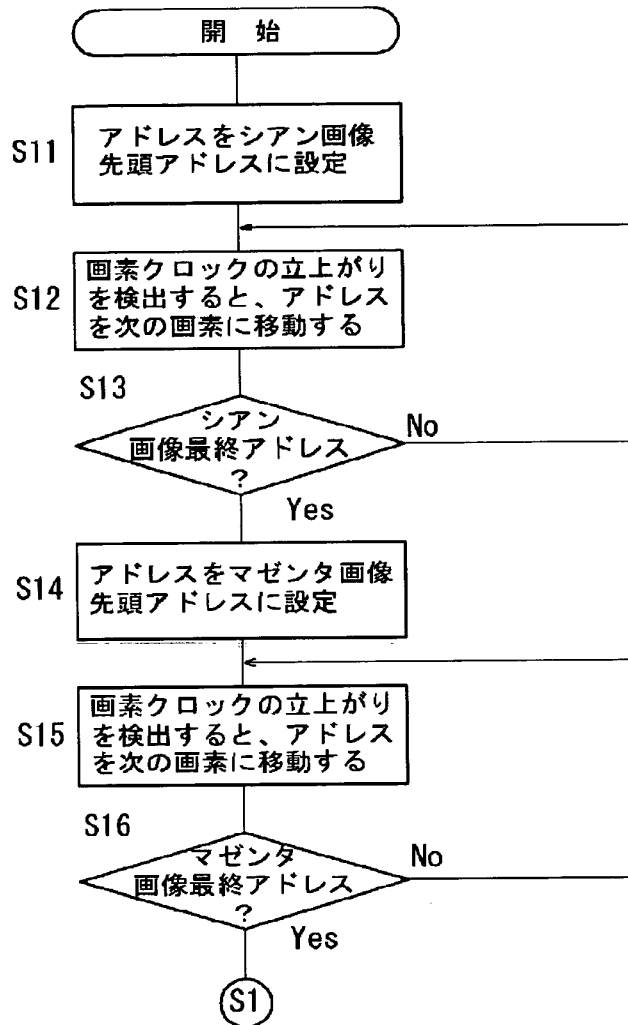 開 始
S11
アドレスをシアン画像
先頭アドレスに設定
S12
画素クロックの立上がり
を検出すると、アドレス
を次の画素に移動する
S13
シアン
画像最終アドレス
?
No
Yes
S14
アドレスをマゼンタ画像
先頭アドレスに設定
S15
画素クロックの立上がり
を検出すると、アドレス
を次の画素に移動する
S16
マゼンタ
画像最終アドレス
?
No
Yes
S1